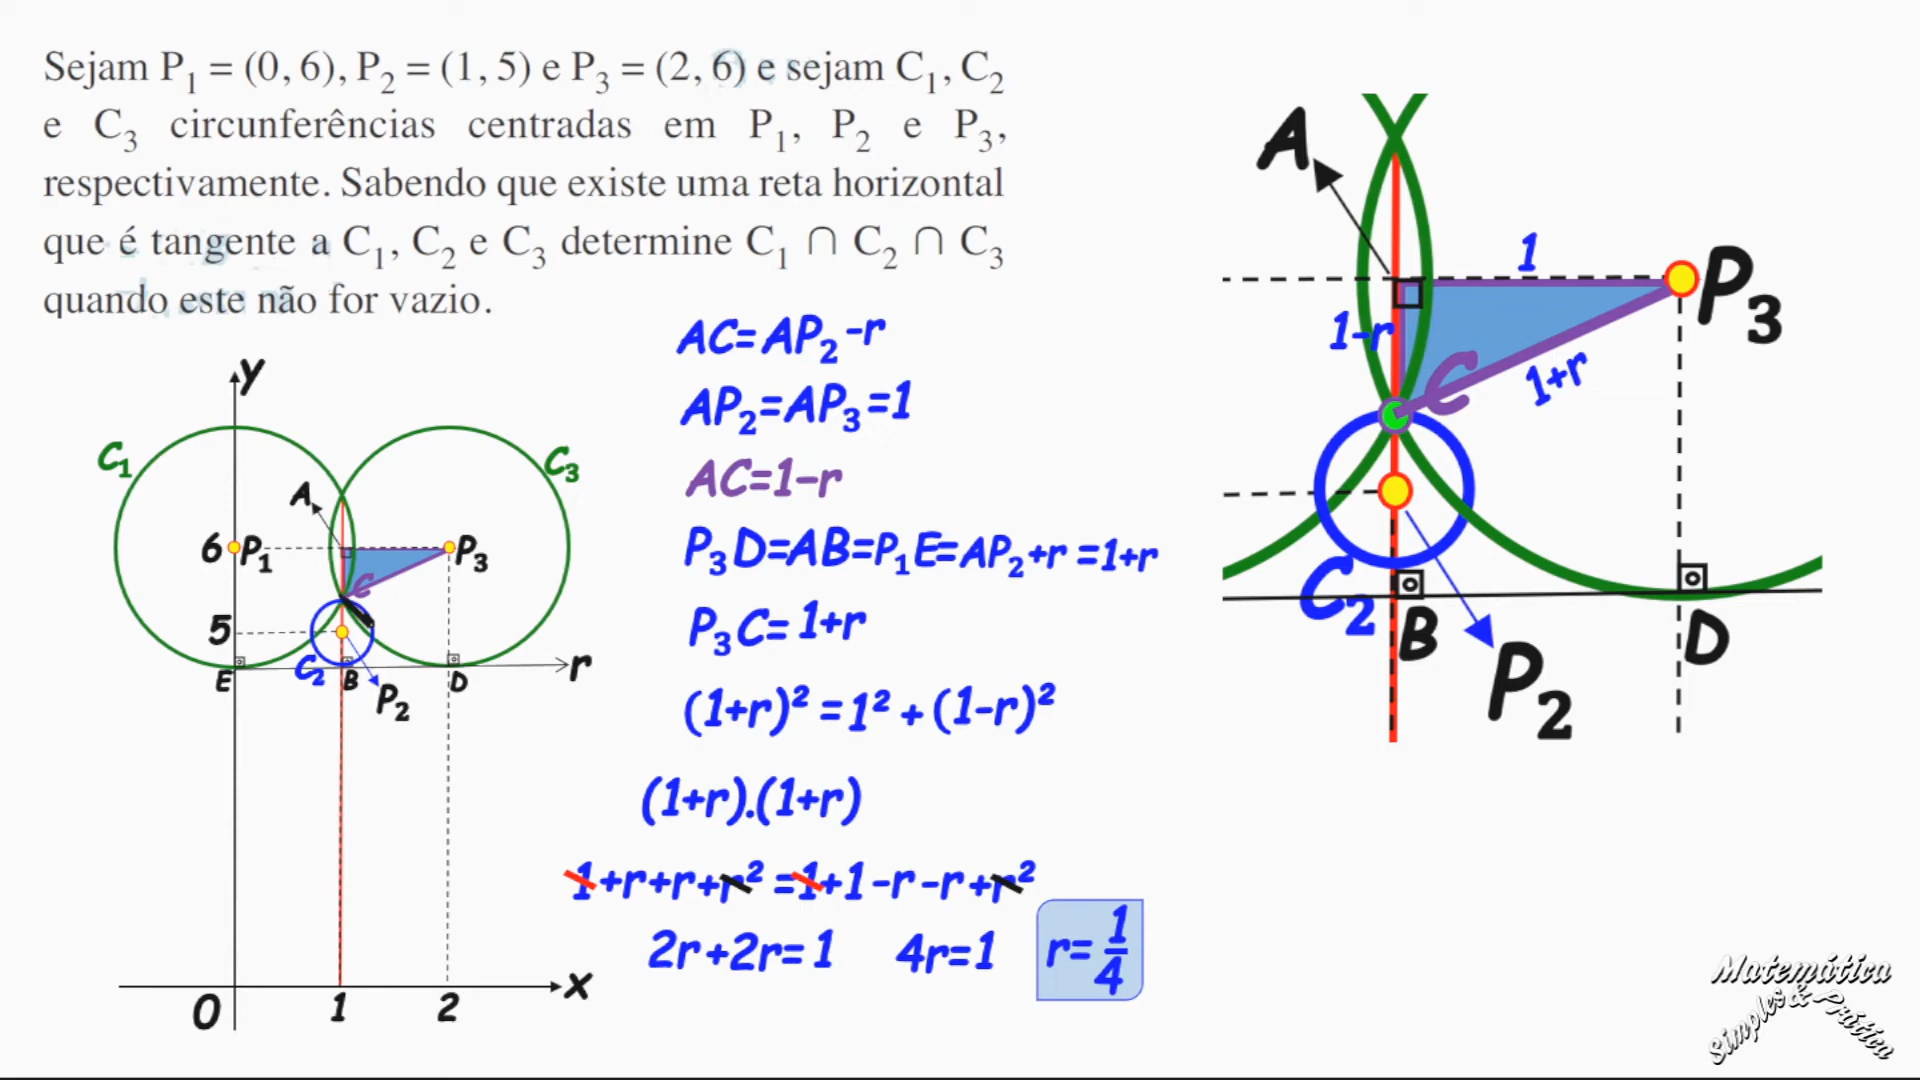 Sejam P₁ = (0, 6), P₂ = (1, 5) e P₃ = (2, 6) e sejam C₁, C₂
e C₃ circunferências centradas em P₁, P₂ e P₃,
respectivamente. Sabendo que existe uma reta horizontal
que é tangente a C₁, C₂ e C₃ determine C₁ ∩ C₂ ∩ C₃
quando este não for vazio.
AC=AP₂-r
AP₂=AP₃=1
AC=1-r
P₃D=AB=P₁E=AP₂+r=1+r
P₃C=1+r
(1+r)²=1²+(1-r)²
(1+r).(1+r)
1+r+r+r²=1+1-r-r+r²
2r+2r=1 4r=1 r=1/4
y
C₁
C₃
A
6
P₁
P₃
C
5
C₂
E
B
D
r
P₂
0
1
2
x
A
1
P₃
1-r
C
1+r
C₂
B
D
P₂
Matemática
Simples & Prática